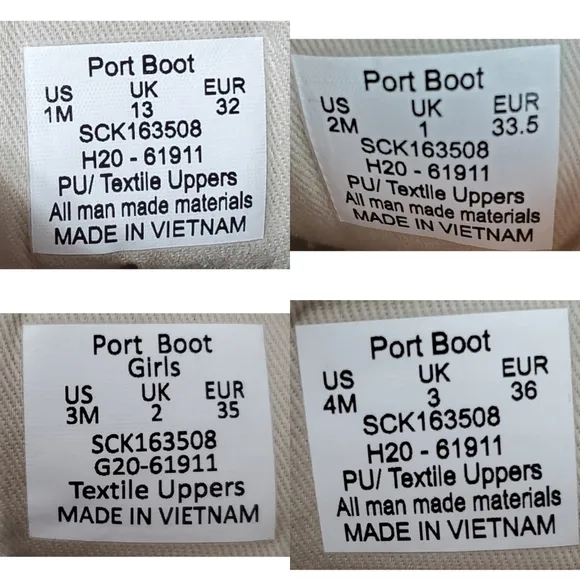 Port Boot
US UK EUR
1M 13 32
SCK163508
H20 - 61911
PU/ Textile Uppers
All man made materials
MADE IN VIETNAM
Port Boot
US UK EUR
2M 1 33.5
SCK163508
H20 - 61911
PU/ Textile Uppers
All man made materials
MADE IN VIETNAM
Port Boot
Girls
US UK EUR
3M 2 35
SCK163508
G20-61911
Textile Uppers
MADE IN VIETNAM
Port Boot
US UK EUR
4M 3 36
SCK163508
H20 - 61911
PU/ Textile Uppers
All man made materials
MADE IN VIETNAM